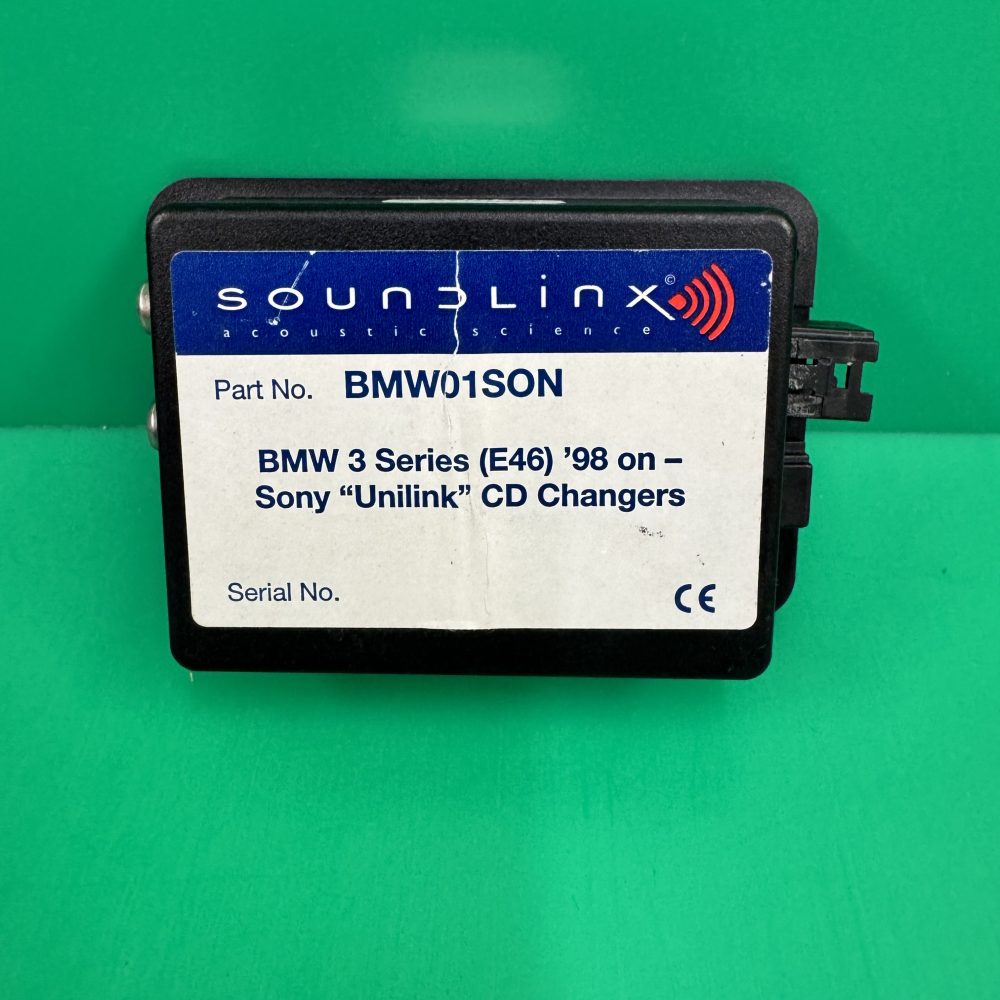 SOUNDLINX ©
acoustic science
Part No. BMW01SON
BMW 3 Series (E46) ’98 on –
Sony “Unilink” CD Changers
Serial No.
CE